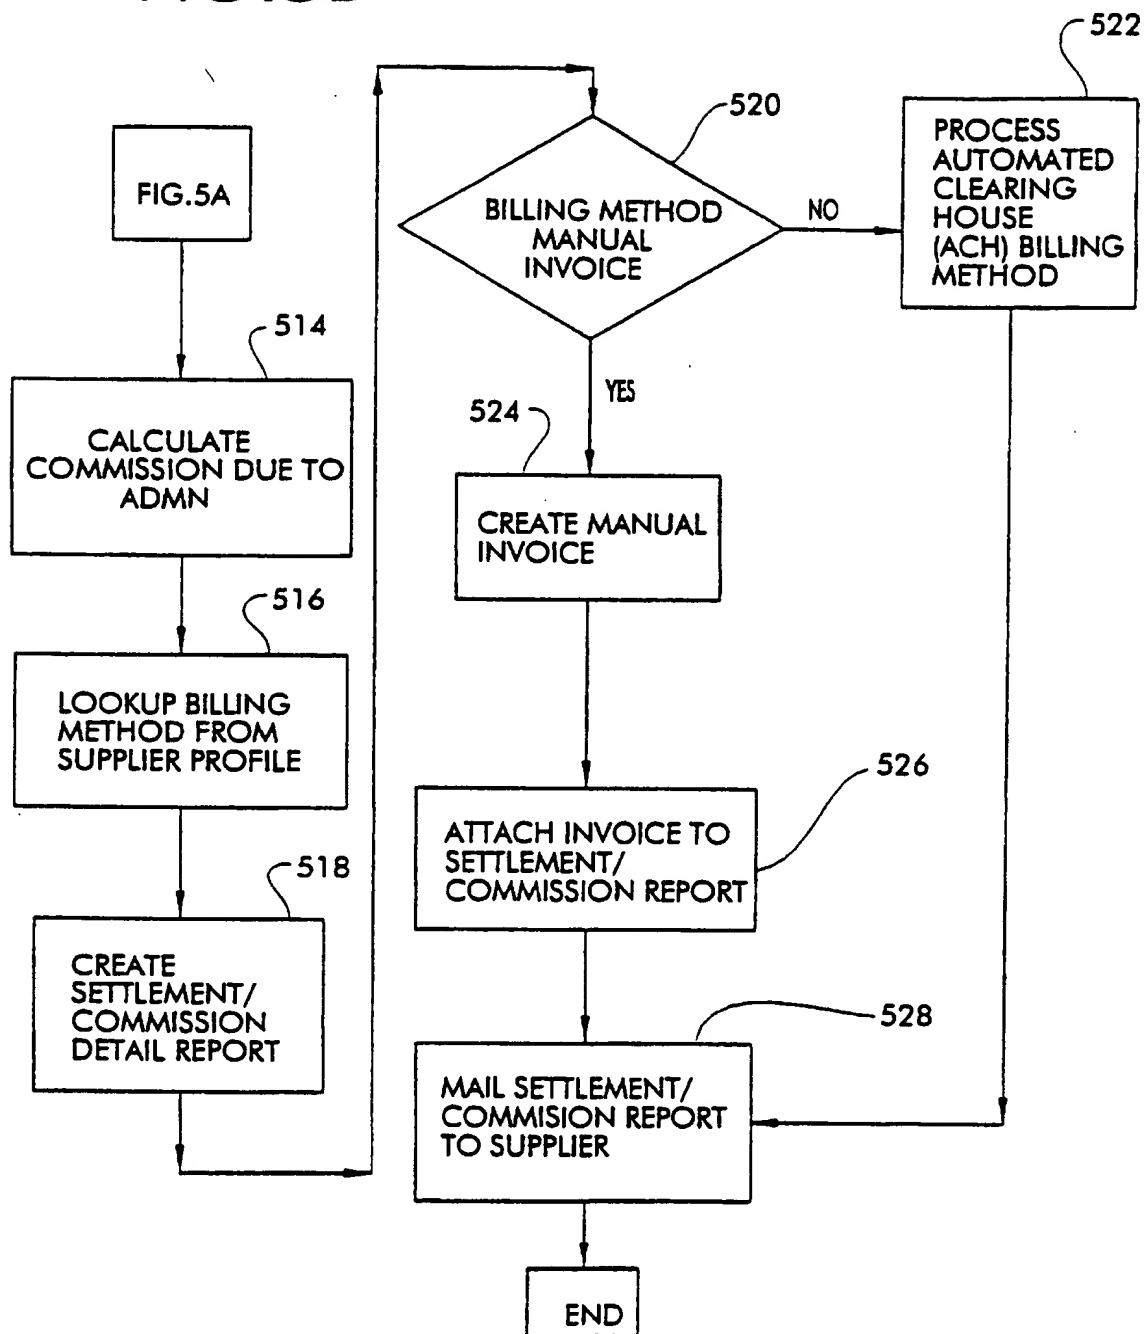 FIG.5A
514
CALCULATE
COMMISSION DUE TO
ADMN
516
LOOKUP BILLING
METHOD FROM
SUPPLIER PROFILE
518
CREATE
SETTLEMENT/
COMMISSION
DETAIL REPORT
520
BILLING METHOD
MANUAL
INVOICE
NO
YES
522
PROCESS
AUTOMATED
CLEARING
HOUSE
(ACH) BILLING
METHOD
524
CREATE MANUAL
INVOICE
526
ATTACH INVOICE TO
SETTLEMENT/
COMMISSION REPORT
528
MAIL SETTLEMENT/
COMMISION REPORT
TO SUPPLIER
END